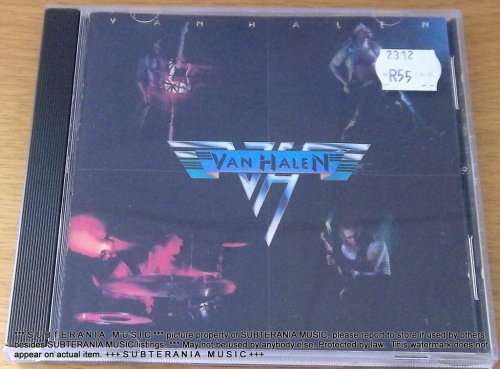 VAN HALEN
2312
R55
VAN HALEN
*** S U B T E R A N I A  M U S I C *** picture property of SUBTERANIA MUSIC, please report to store if used by others
besides SUBTERANIA MUSIC listings. *** May not be used by anybody else. Protected by law. This watermark does not
appear on actual item. +++ S U B T E R A N I A  M U S I C +++